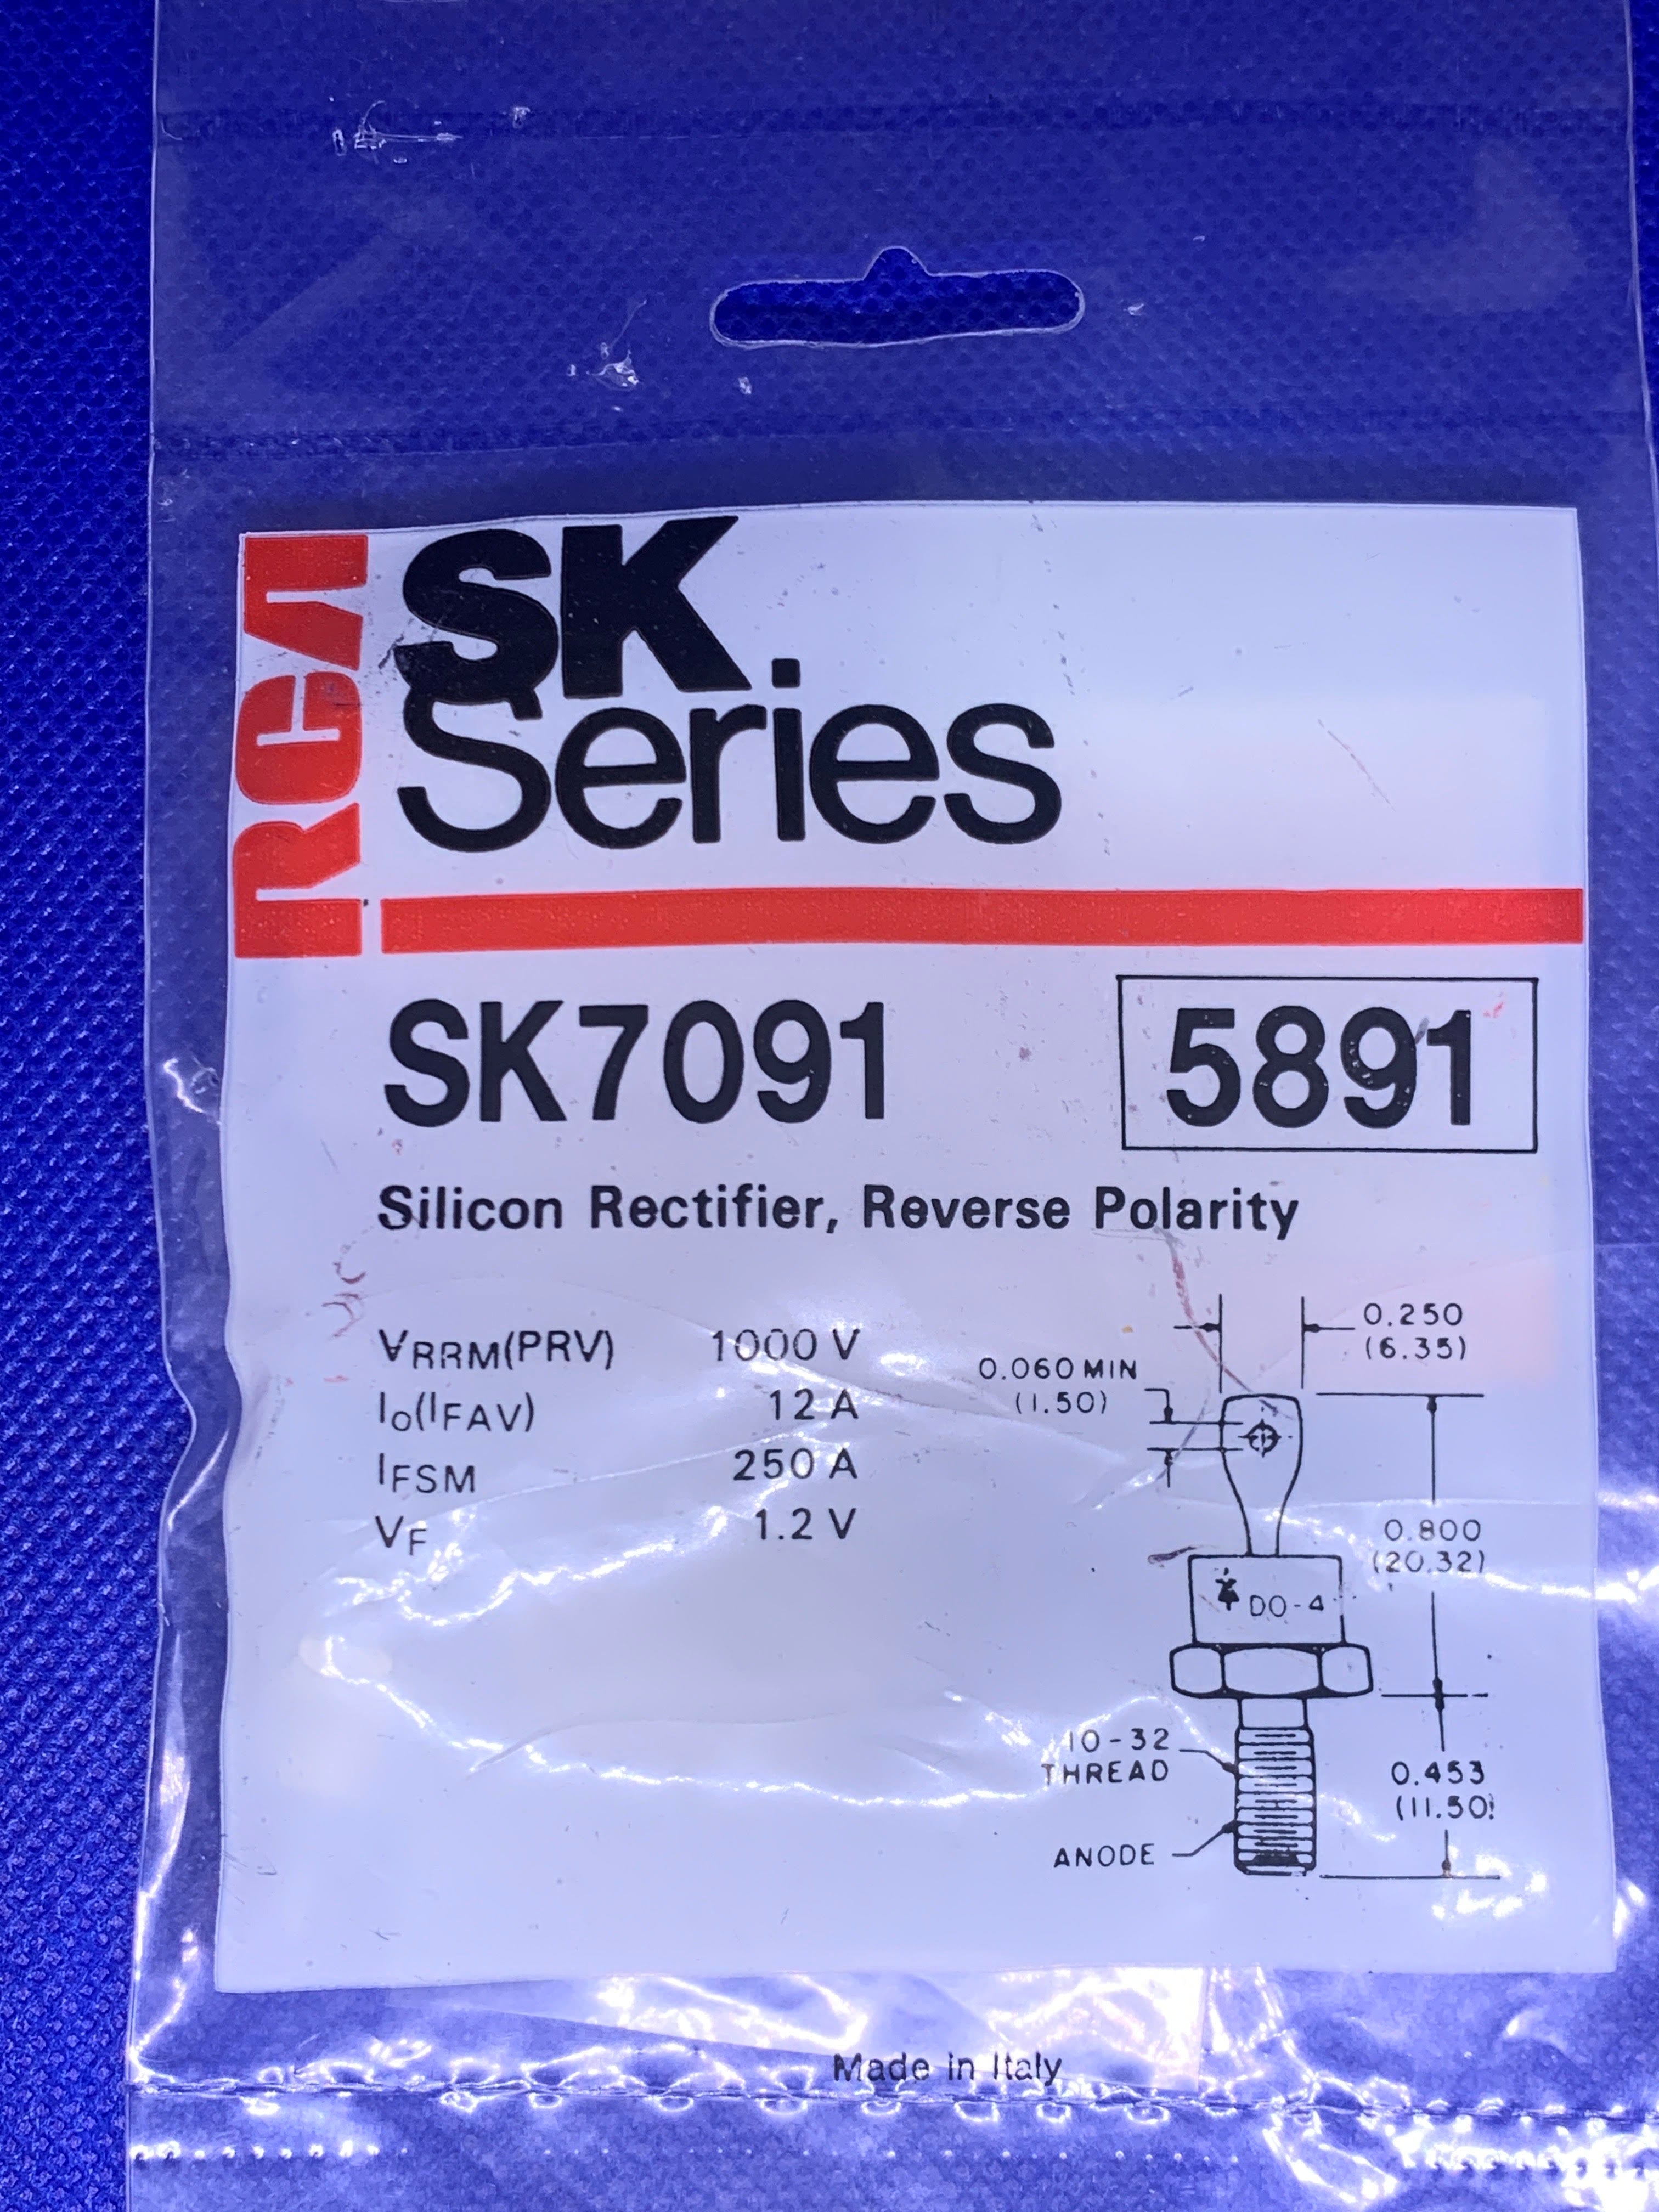 RCA
SK
Series
SK7091
5891
Silicon Rectifier, Reverse Polarity
VRRM(PRV) 1000 V
Io(IFAV) 12 A
IFSM 250 A
VF 1.2 V
0.250
(6.35)
0.060 MIN
(1.50)
0.800
(20.32)
DO-4
10-32
THREAD
0.453
(11.50)
ANODE
Made in Italy